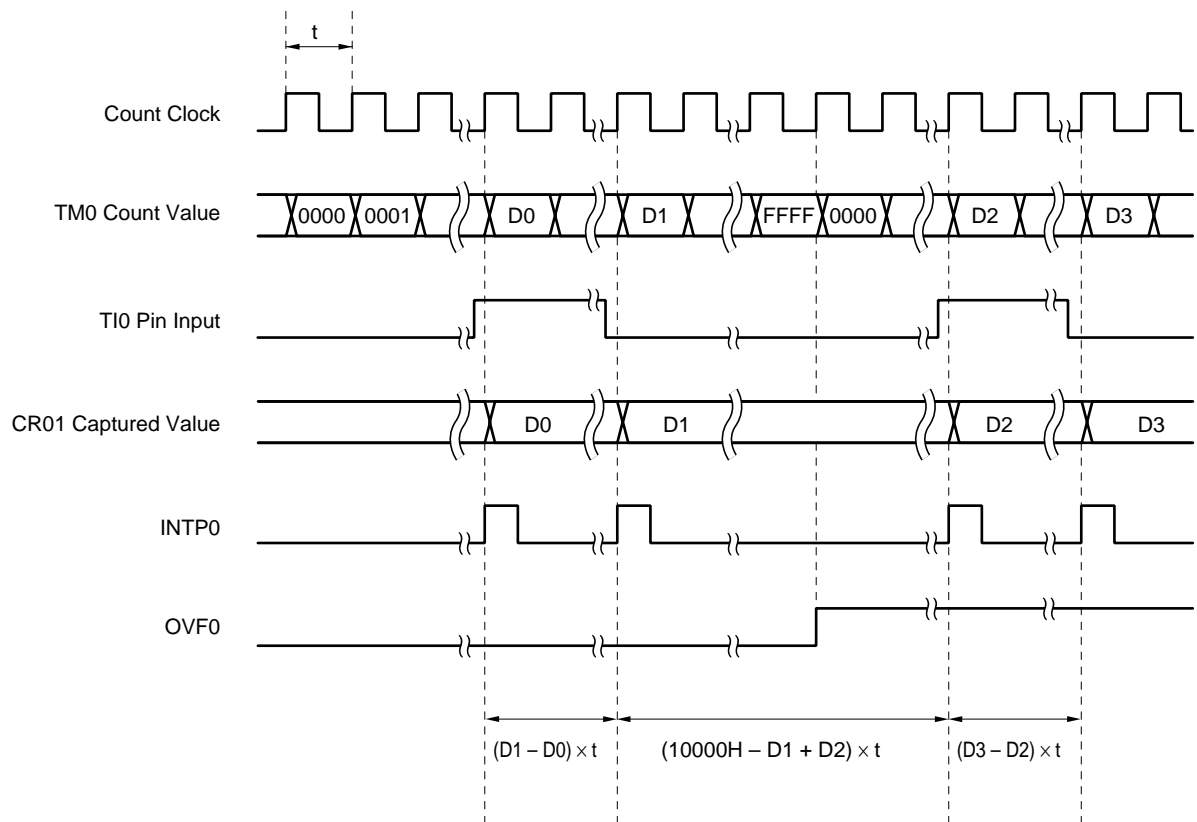 t
Count Clock
TM0 Count Value
0000 0001 D0 D1 FFFF 0000 D2 D3
TI0 Pin Input
CR01 Captured Value
D0 D1 D2 D3
INTP0
OVF0
(D1 – D0) × t (10000H – D1 + D2) × t (D3 – D2) × t